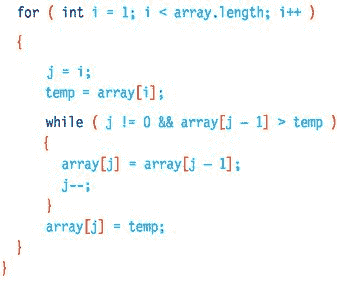 for ( int i = 1; i < array.length; i++ )
{
j = i;
temp = array[i];
while ( j != 0 && array[j - 1] > temp )
{
array[j] = array[j - 1];
j--;
}
array[j] = temp;
}
}